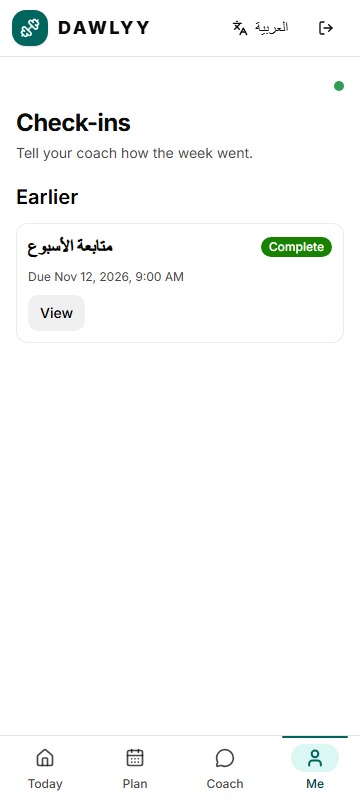 DAWLYY
العربية
Check-ins
Tell your coach how the week went.
Earlier
متابعة الأسبوع
Complete
Due Nov 12, 2026, 9:00 AM
View
Today
Plan
Coach
Me